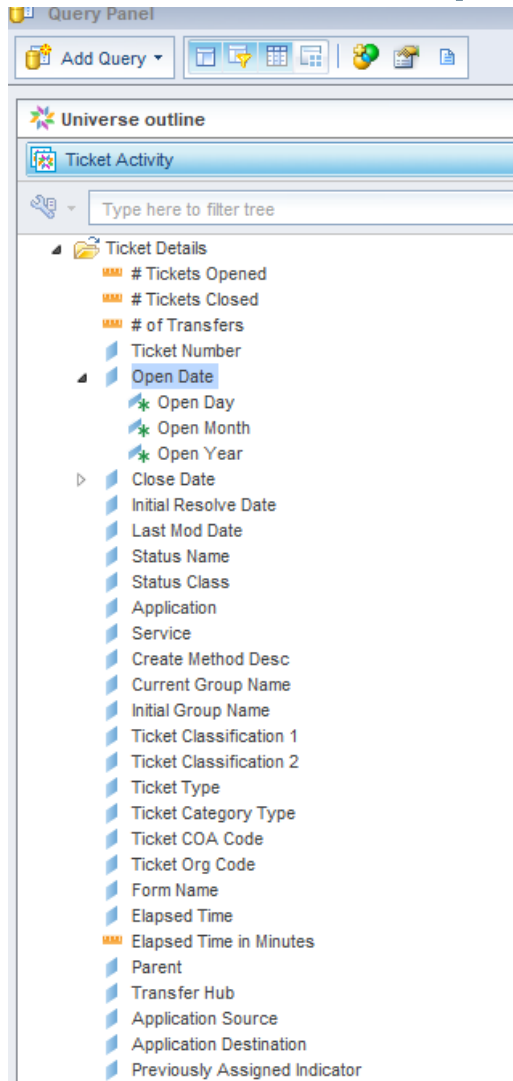 Query Panel
Add Query
Universe outline
Ticket Activity
Type here to filter tree
Ticket Details
# Tickets Opened
# Tickets Closed
# of Transfers
Ticket Number
Open Date
Open Day
Open Month
Open Year
Close Date
Initial Resolve Date
Last Mod Date
Status Name
Status Class
Application
Service
Create Method Desc
Current Group Name
Initial Group Name
Ticket Classification 1
Ticket Classification 2
Ticket Type
Ticket Category Type
Ticket COA Code
Ticket Org Code
Form Name
Elapsed Time
Elapsed Time in Minutes
Parent
Transfer Hub
Application Source
Application Destination
Previously Assigned Indicator